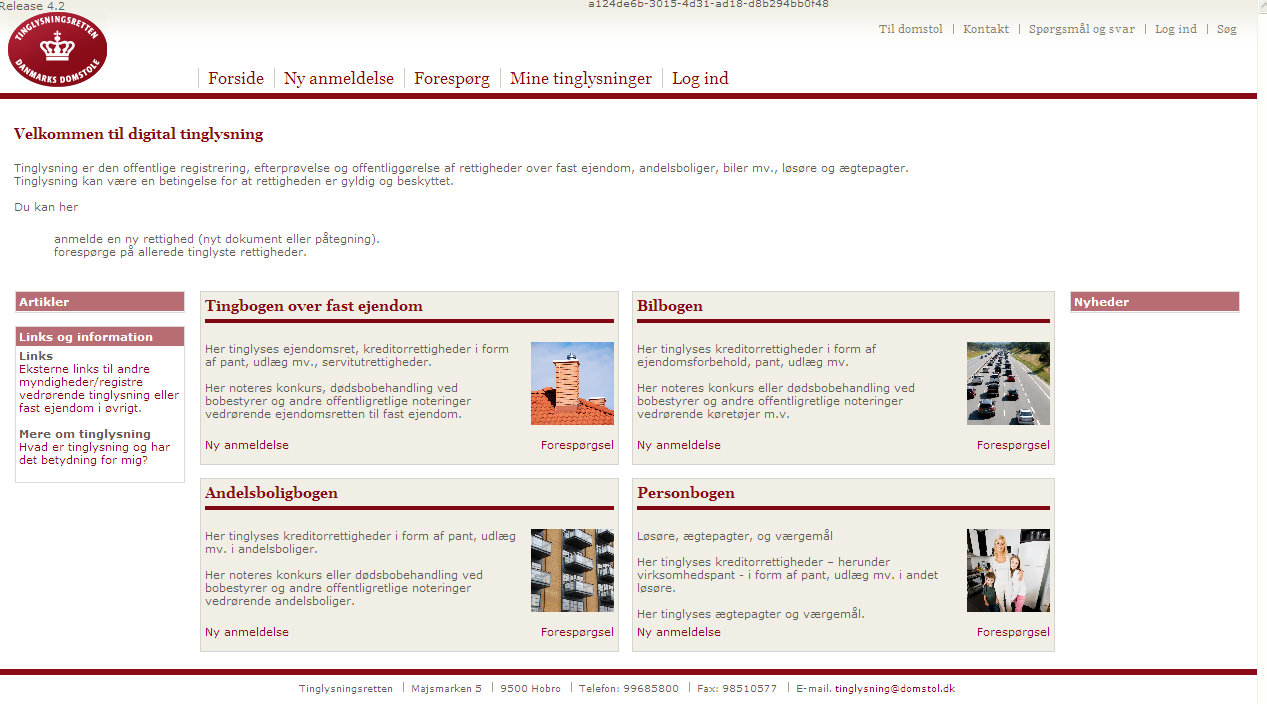 Release 4.2
a124de6b-3015-4d31-ad18-d8b294bb0f48
TINGLYSNINGSRETTEN
DANMARKS DOMSTOLE
Til domstol | Kontakt | Spørgsmål og svar | Log ind | Søg
Forside | Ny anmeldelse | Forespørg | Mine tinglysninger | Log ind
Velkommen til digital tinglysning
Tinglysning er den offentlige registrering, efterprøvelse og offentliggørelse af rettigheder over fast ejendom, andelsboliger, biler mv., løsøre og ægtepagter.
Tinglysning kan være en betingelse for at rettigheden er gyldig og beskyttet.
Du kan her
anmelde en ny rettighed (nyt dokument eller påtegning).
forespørge på allerede tinglyste rettigheder.
Artikler
Links og information
Links
Eksterne links til andre
myndigheder/registre
vedrørende tinglysning eller
fast ejendom i øvrigt.
Mere om tinglysning
Hvad er tinglysning og har
det betydning for mig?
Tingbogen over fast ejendom
Her tinglyses ejendomsret, kreditorrettigheder i form
af pant, udlæg mv., servitutrettigheder.
Her noteres konkurs, dødsbobehandling ved
bobestyrer og andre offentligretlige noteringer
vedrørende ejendomsretten til fast ejendom.
Ny anmeldelse
Forespørgsel
Bilbogen
Her tinglyses kreditorrettigheder i form af
ejendomsforbehold, pant, udlæg mv.
Her noteres konkurs eller dødsbobehandling ved
bobestyrer og andre offentligretlige noteringer
vedrørende køretøjer m.v.
Ny anmeldelse
Forespørgsel
Nyheder
Andelsboligbogen
Her tinglyses kreditorrettigheder i form af pant, udlæg
mv. i andelsboliger.
Her noteres konkurs eller dødsbobehandling ved
bobestyrer og andre offentligretlige noteringer
vedrørende andelsboliger.
Ny anmeldelse
Forespørgsel
Personbogen
Løsøre, ægtepagter, og værgemål
Her tinglyses kreditorrettigheder – herunder
virksomhedspant - i form af pant, udlæg mv. i andet
løsøre.
Her tinglyses ægtepagter og værgemål.
Ny anmeldelse
Forespørgsel
Tinglysningsretten | Majsmarken 5 | 9500 Hobro | Telefon: 99685800 | Fax: 98510577 | E-mail. tinglysning@domstol.dk